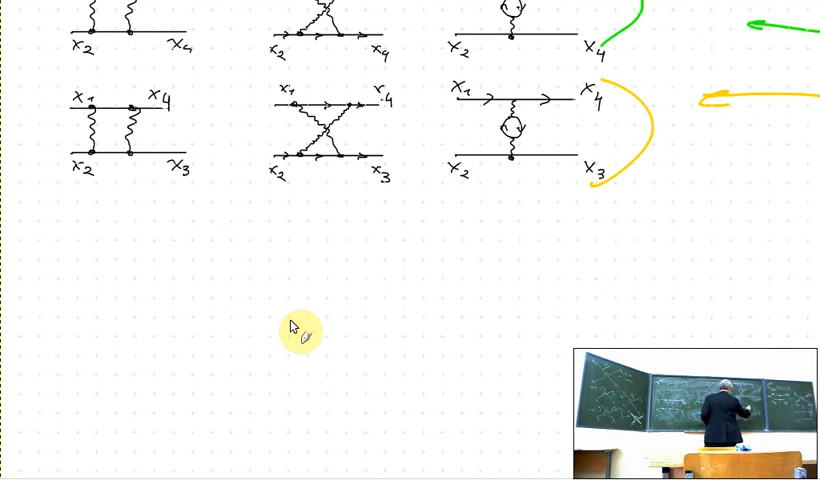 x₂ x₄ x₂ x₄ x₂ x₄
x₁ x₄ x₁ x₄ x₁ x₄
x₂ x₃ x₂ x₃ x₂ x₃